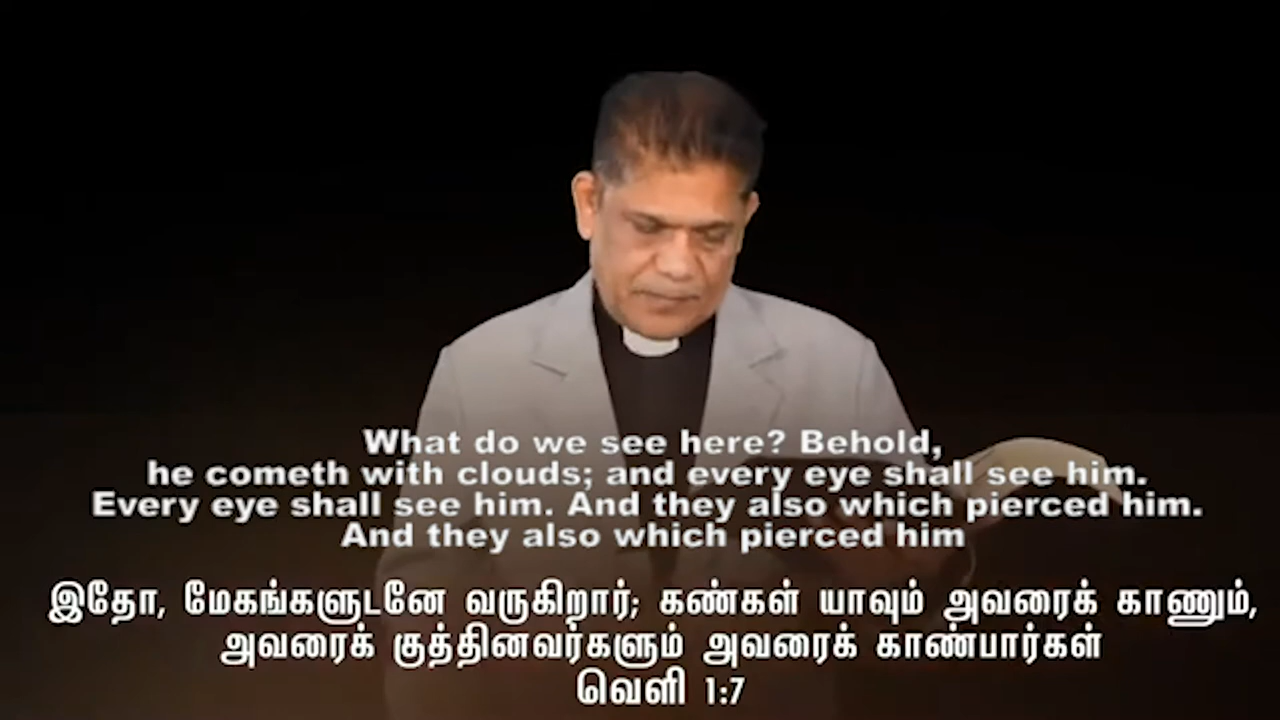 What do we see here? Behold,
he cometh with clouds; and every eye shall see him.
Every eye shall see him. And they also which pierced him.
And they also which pierced him
இதோ, மேகங்களுடனே வருகிறார்; கண்கள் யாவும் அவரைக் காணும்,
அவரைக் குத்தினவர்களும் அவரைக் காண்பார்கள்
வெளி 1:7